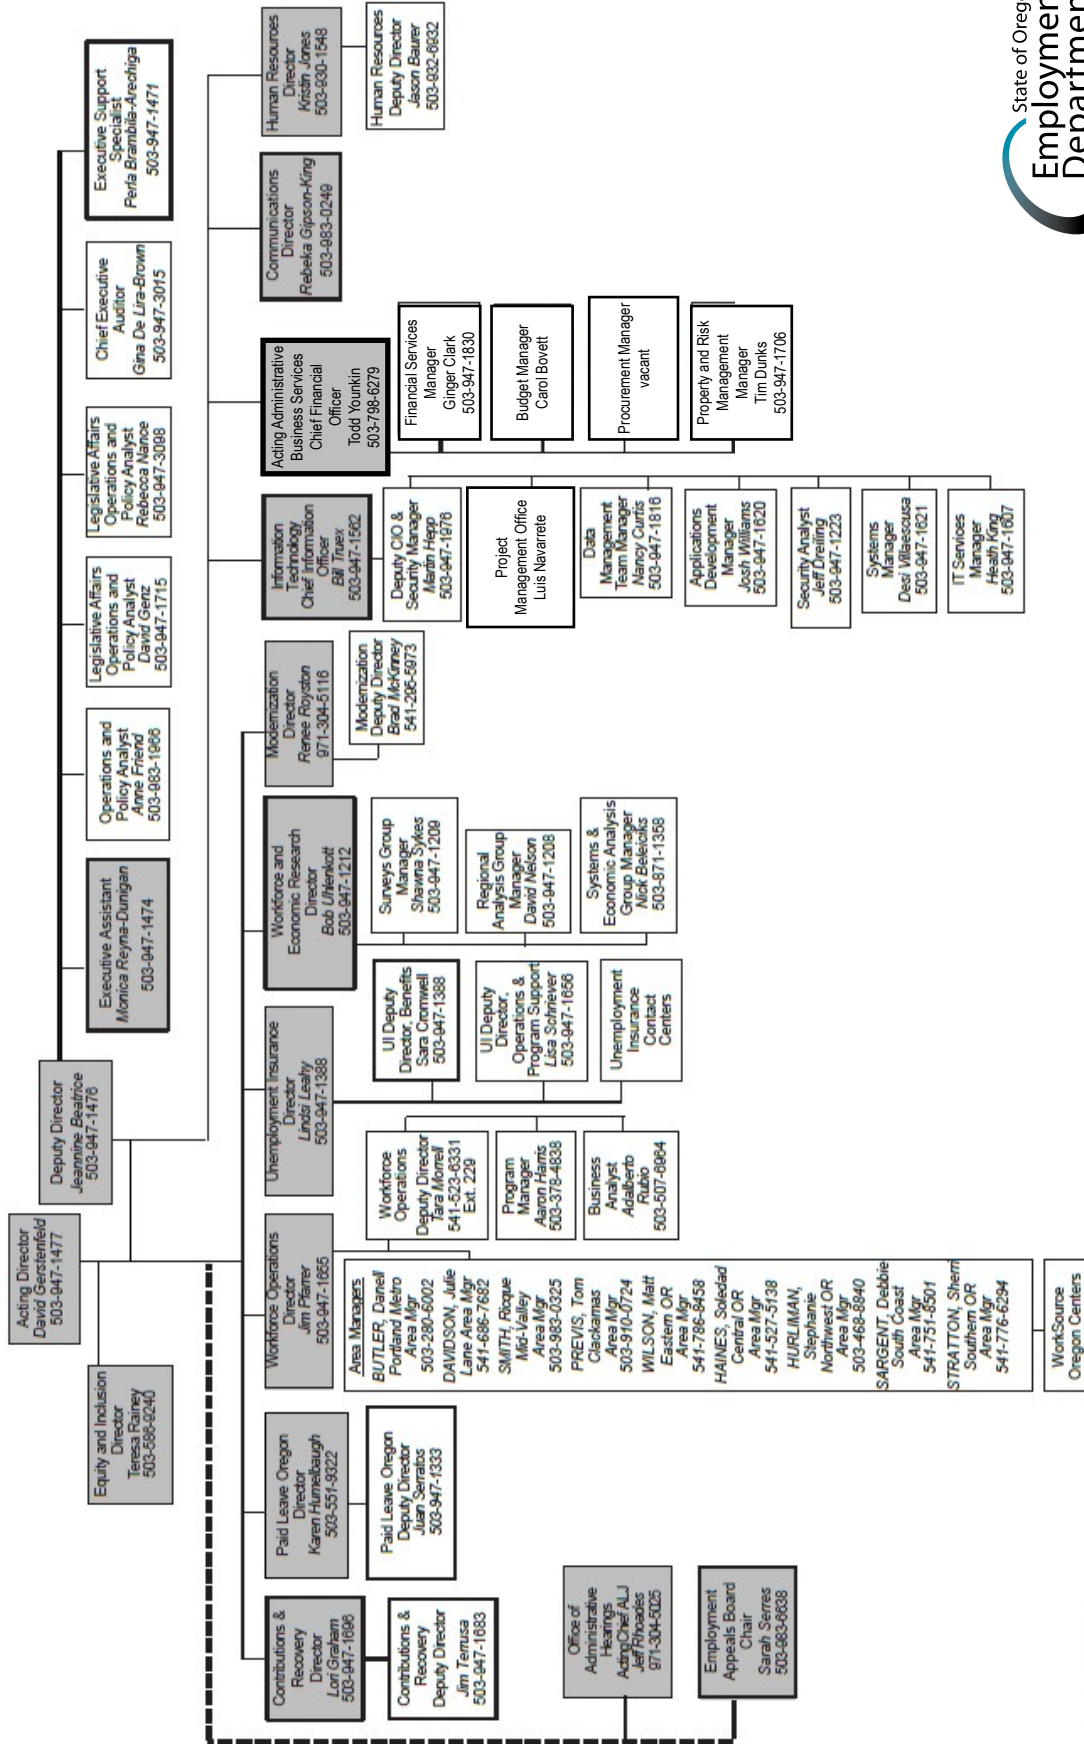 Acting Director
David Gerstenfeld
503-947-1477
Deputy Director
Jeannine Beatrice
503-947-1476
Equity and Inclusion
Director
Teresa Rainey
503-586-9240
Executive Assistant
Monica Reyna-Dunigan
503-947-1474
Operations and
Policy Analyst
Anne Friend
503-983-1966
Legislative Affairs
Operations and
Policy Analyst
David Genz
503-947-1715
Legislative Affairs
Operations and
Policy Analyst
Rebecca Nance
503-947-3098
Chief Executive
Auditor
Gina De Lira-Brown
503-947-3015
Executive Support
Specialist
Perla Brambila-Arechiga
503-947-1471
Contributions &
Recovery
Director
Lori Graham
503-947-1696
Contributions &
Recovery
Deputy Director
Jim Terrusa
503-947-1683
Paid Leave Oregon
Director
Karen Humelbaugh
503-551-9322
Paid Leave Oregon
Deputy Director
Juan Serratos
503-947-1333
Workforce Operations
Director
Jim Pfarrer
503-947-1655
Area Managers
BUTLER, Danell
Portland Metro
Area Mgr
503-280-6002
DAVIDSON, Julie
Lane Area Mgr
541-686-7682
SMITH, Ricque
Mid-Valley
Area Mgr
503-983-0325
PREVIS, Tom
Clackamas
Area Mgr
503-910-0724
WILSON, Matt
Eastern OR
Area Mgr
541-786-8458
HAINES, Soledad
Central OR
Area Mgr
541-527-5138
HURLIMAN,
Stephanie
Northwest OR
Area Mgr
503-468-8840
SARGENT, Debbie
South Coast
Area Mgr
541-751-8501
STRATTON, Sherri
Southern OR
Area Mgr
541-776-6294
WorkSource
Oregon Centers
Workforce
Operations
Deputy Director
Tara Morrell
541-523-6331
Ext. 229
Program
Manager
Aaron Harris
503-378-4838
Business
Analyst
Adalberto
Rubio
503-507-6964
Unemployment Insurance
Director
Lindsi Leahy
503-947-1388
UI Deputy
Director, Benefits
Sara Cromwell
503-947-1388
UI Deputy
Director,
Operations &
Program Support
Lisa Schriever
503-947-1656
Unemployment
Insurance
Contact
Centers
Workforce and
Economic Research
Director
Bob Uhlenkott
503-947-1212
Surveys Group
Manager
Shawna Sykes
503-947-1209
Regional
Analysis Group
Manager
David Nelson
503-947-1208
Systems &
Economic Analysis
Group Manager
Nick Beleiciks
503-871-1358
Modernization
Director
Renee Royston
971-304-5116
Modernization
Deputy Director
Brad McKinney
541-295-5973
Information
Technology
Chief Information
Officer
Bill Truex
503-947-1562
Deputy CIO &
Security Manager
Martin Hepp
503-947-1976
Project
Management Office
Luis Navarrete
Data
Management
Team Manager
Nancy Curtis
503-947-1816
Applications
Development
Manager
Josh Williams
503-947-1620
Security Analyst
Jeff Dreiling
503-947-1223
Systems
Manager
Desi Villaescusa
503-947-1621
IT Services
Manager
Heath King
503-947-1607
Acting Administrative
Business Services
Chief Financial
Officer
Todd Younkin
503-798-6279
Financial Services
Manager
Ginger Clark
503-947-1830
Budget Manager
Carol Bovett
Procurement Manager
vacant
Property and Risk
Management
Manager
Tim Dunks
503-947-1706
Communications
Director
Rebeka Gipson-King
503-983-0249
Human Resources
Director
Kristin Jones
503-930-1548
Human Resources
Deputy Director
Jason Baurer
503-932-6932
Office of
Administrative
Hearings
Acting Chief ALJ
Jeff Rhoades
971-304-5025
Employment
Appeals Board
Chair
Sarah Serres
503-983-6638
State of Oreg
Employmen
Departmen